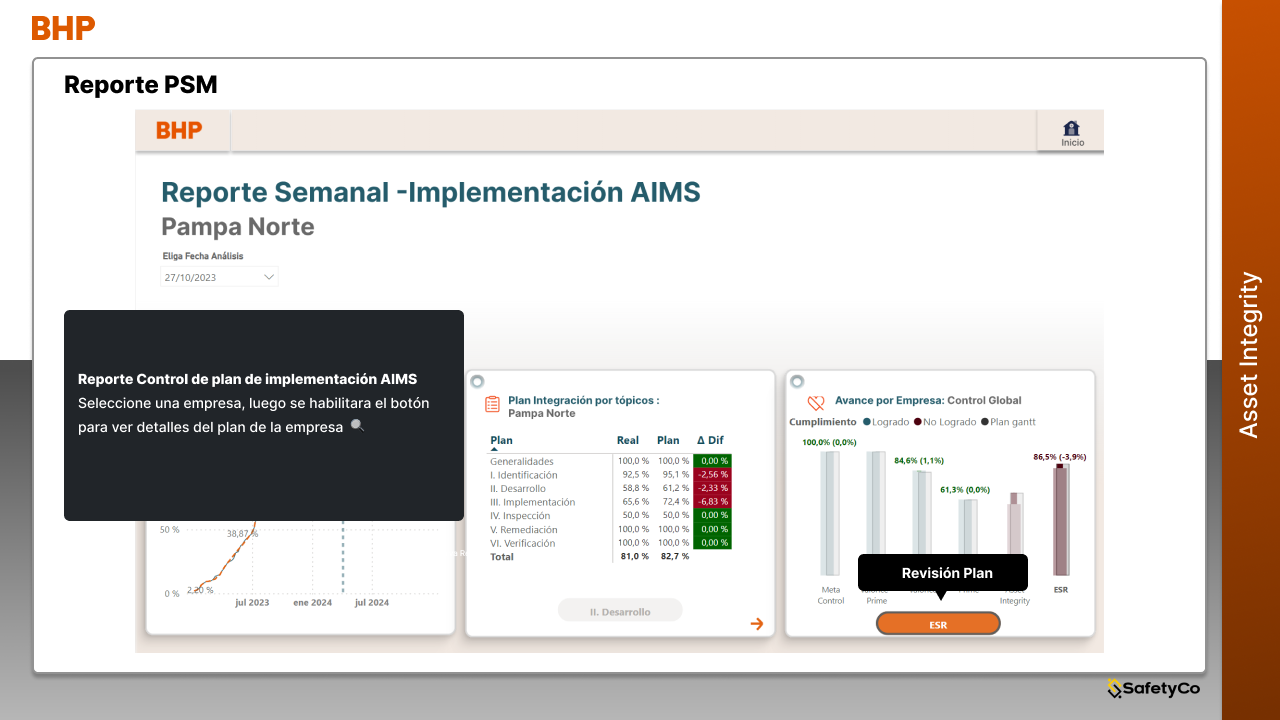 BHP
Reporte PSM
BHP
Inicio
Reporte Semanal -Implementación AIMS
Pampa Norte
Eliga Fecha Análisis
27/10/2023
Reporte Control de plan de implementación AIMS
Seleccione una empresa, luego se habilitara el botón
para ver detalles del plan de la empresa
50 %
38,87 %
0 %
2,20 %
jul 2023 ene 2024 jul 2024
Plan Integración por tópicos :
Pampa Norte
Plan Real Plan Δ Dif
Generalidades 100,0 % 100,0 % 0,00 %
I. Identificación 92,5 % 95,1 % -2,56 %
II. Desarrollo 58,8 % 61,2 % -2,33 %
III. Implementación 65,6 % 72,4 % -6,83 %
IV. Inspección 50,0 % 50,0 % 0,00 %
V. Remediación 100,0 % 100,0 % 0,00 %
VI. Verificación 100,0 % 100,0 % 0,00 %
Total 81,0 % 82,7 %
II. Desarrollo
Avance por Empresa: Control Global
Cumplimiento Logrado No Logrado Plan gantt
100,0% (0,0%)
84,6% (1,1%)
61,3% (0,0%)
86,5% (-3,9%)
Revisión Plan
Meta
Control
Prime
Integrity
ESR
ESR
Asset Integrity
SafetyCo